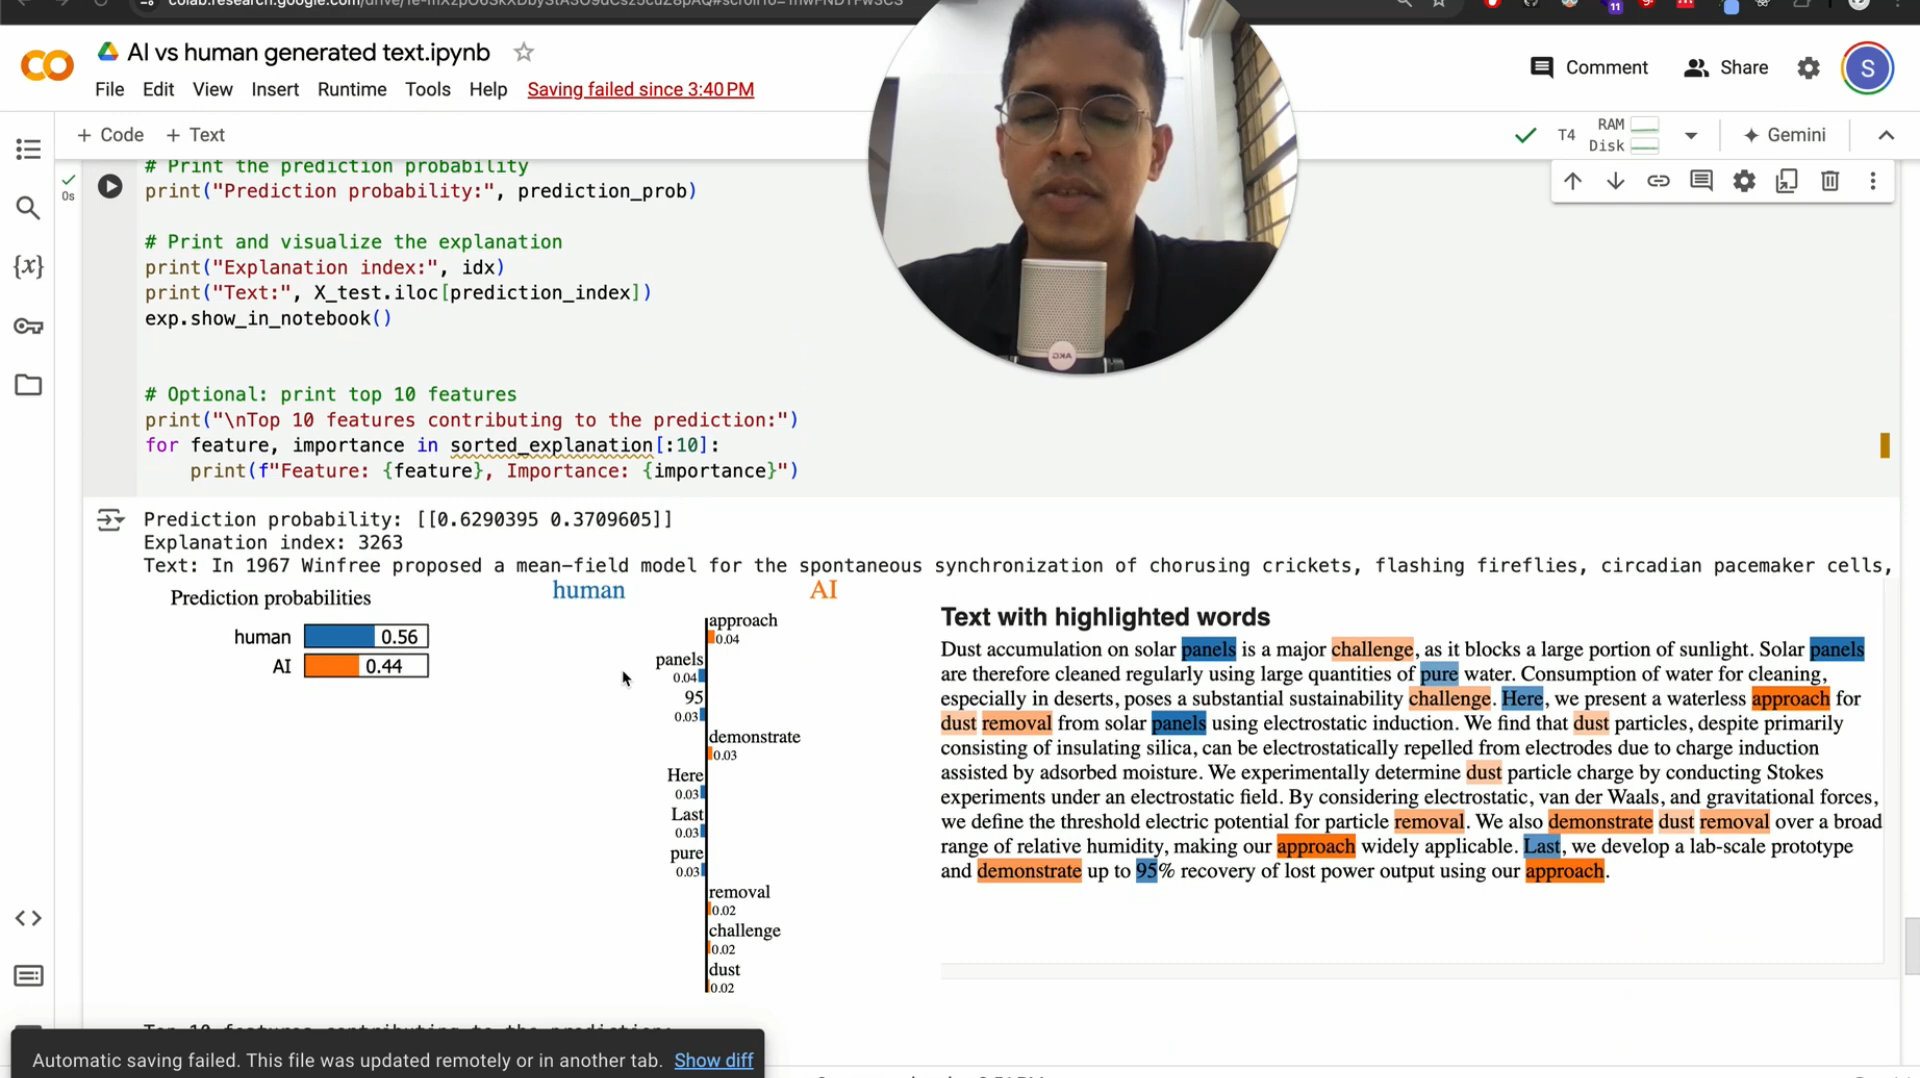 AI vs human generated text.ipynb
Comment
Share
S
File Edit View Insert Runtime Tools Help Saving failed since 3:40 PM
+ Code + Text
T4
RAM
Disk
Gemini
11
0s
# Print the prediction probability
print("Prediction probability:", prediction_prob)
# Print and visualize the explanation
print("Explanation index:", idx)
print("Text:", X_test.iloc[prediction_index])
exp.show_in_notebook()
# Optional: print top 10 features
print("\nTop 10 features contributing to the prediction:")
for feature, importance in sorted_explanation[:10]:
print(f"Feature: {feature}, Importance: {importance}")
Prediction probability: [[0.6290395 0.3709605]]
Explanation index: 3263
Text: In 1967 Winfree proposed a mean-field model for the spontaneous synchronization of chorusing crickets, flashing fireflies, circadian pacemaker cells,
Prediction probabilities
human 0.56
AI 0.44
human AI
approach
0.04
panels
0.04
95
0.03
demonstrate
0.03
Here
0.03
Last
0.03
pure
0.03
removal
0.02
challenge
0.02
dust
0.02
Text with highlighted words
Dust accumulation on solar panels is a major challenge, as it blocks a large portion of sunlight. Solar panels
are therefore cleaned regularly using large quantities of pure water. Consumption of water for cleaning,
especially in deserts, poses a substantial sustainability challenge. Here, we present a waterless approach for
dust removal from solar panels using electrostatic induction. We find that dust particles, despite primarily
consisting of insulating silica, can be electrostatically repelled from electrodes due to charge induction
assisted by adsorbed moisture. We experimentally determine dust particle charge by conducting Stokes
experiments under an electrostatic field. By considering electrostatic, van der Waals, and gravitational forces,
we define the threshold electric potential for particle removal. We also demonstrate dust removal over a broad
range of relative humidity, making our approach widely applicable. Last, we develop a lab-scale prototype
and demonstrate up to 95% recovery of lost power output using our approach.
Top 10 features contributing to the prediction:
Automatic saving failed. This file was updated remotely or in another tab. Show diff